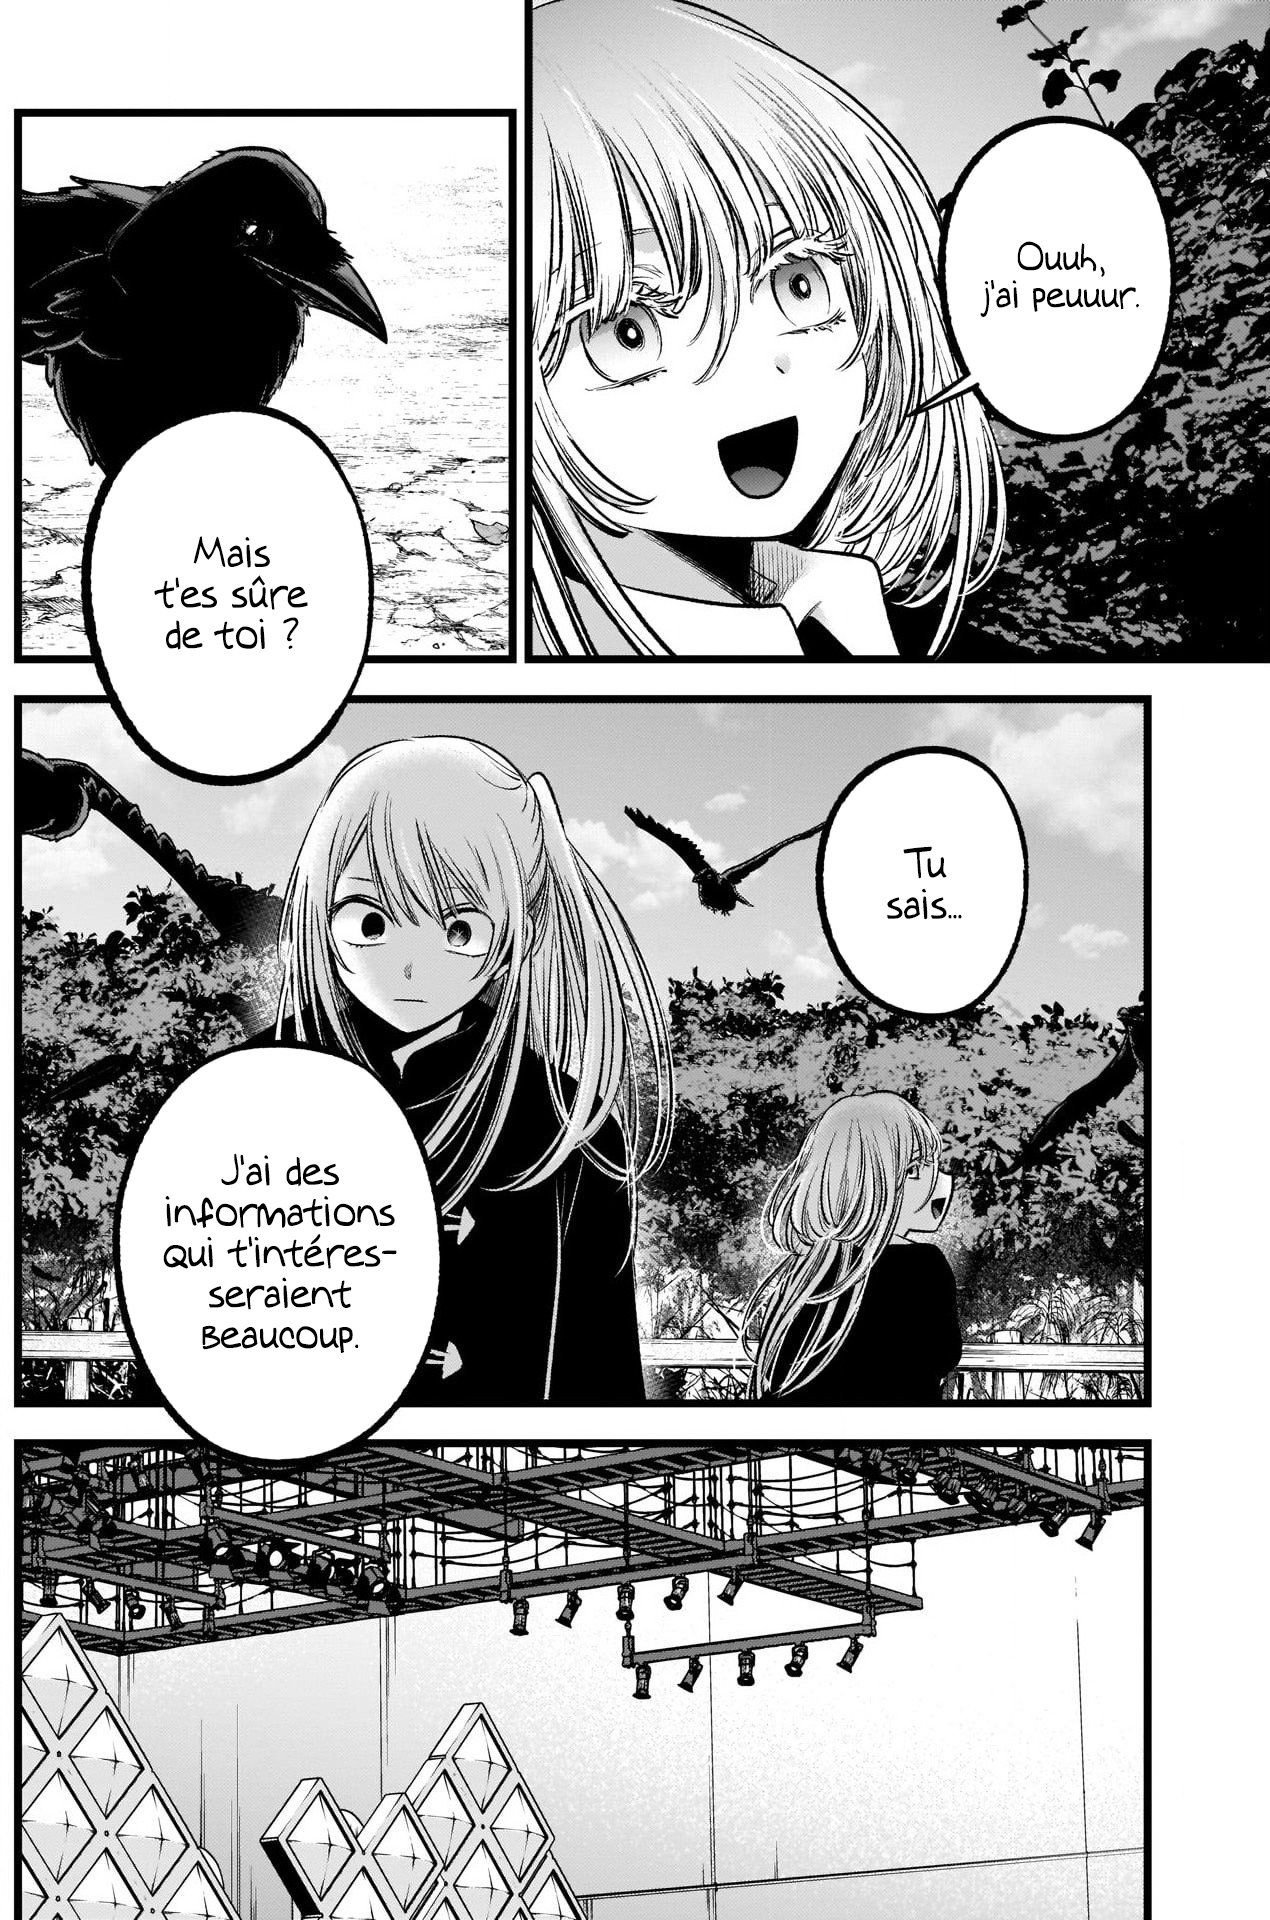 Ouuh,
j'ai peuuur.
Mais
t'es sûre
de toi ?
Tu
sais...
J'ai des
informations
qui t'intéres-
seraient
beaucoup.